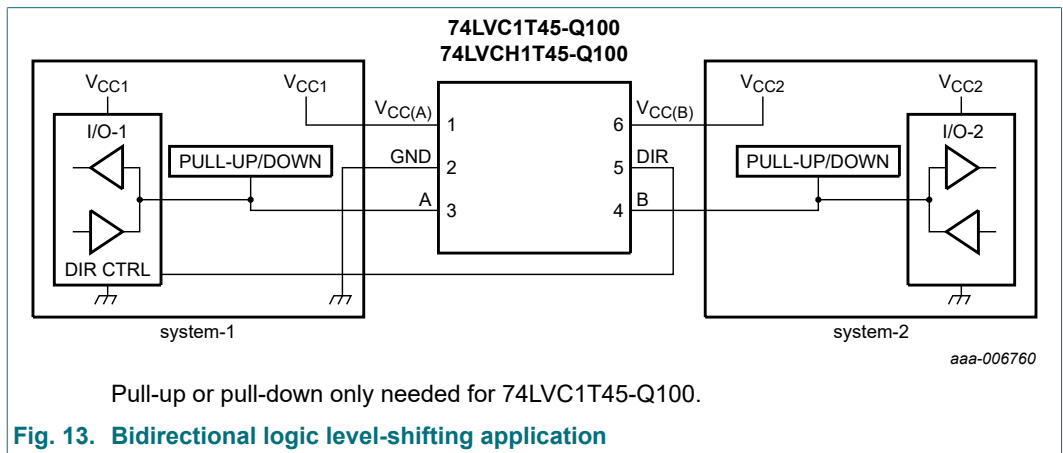 74LVC1T45-Q100
74LVCH1T45-Q100
VCC1
VCC1
VCC(A)
VCC(B)
VCC2
VCC2
I/O-1
1
6
I/O-2
PULL-UP/DOWN
GND
2
5
DIR
PULL-UP/DOWN
A
3
4
B
DIR CTRL
system-1
system-2
aaa-006760
Pull-up or pull-down only needed for 74LVC1T45-Q100.
Fig. 13. Bidirectional logic level-shifting application